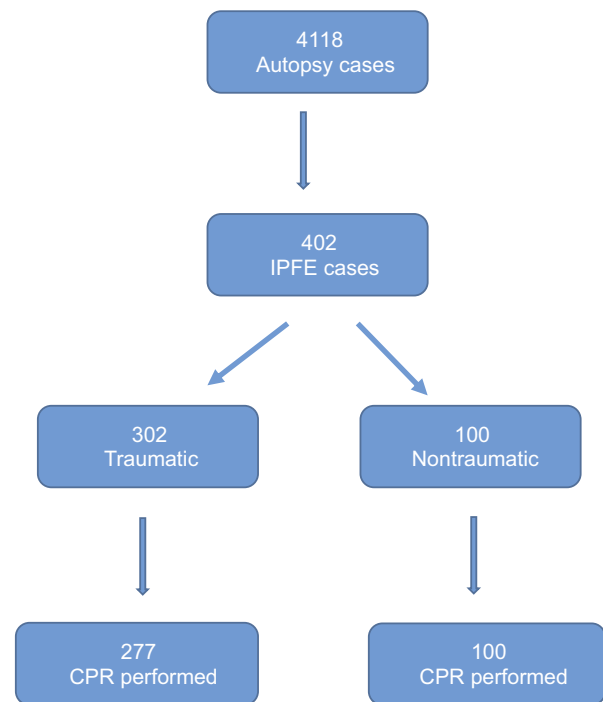 4118
Autopsy cases
402
IPFE cases
302
Traumatic
100
Nontraumatic
277
CPR performed
100
CPR performed